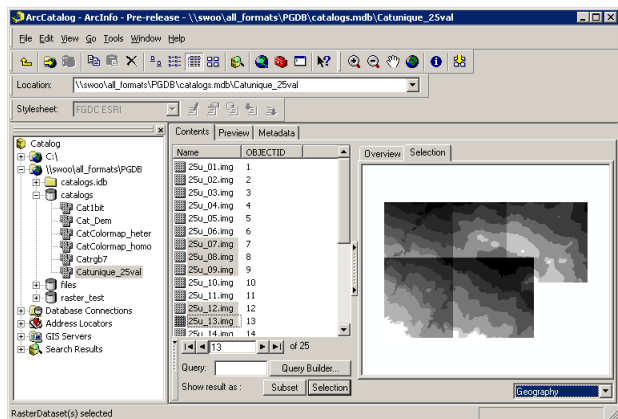 ArcCatalog - ArcInfo - Pre-release - \\swoo\all_formats\PGDB\catalogs.mdb\Catunique_25val
File Edit View Go Tools Window Help
Location: \\swoo\all_formats\PGDB\catalogs.mdb\Catunique_25val
Stylesheet: FGDC ESRI
Catalog
C:\
\\swoo\all_formats\PGDB
catalogs.idb
catalogs
Cat1bit
Cat_Dem
CatColormap_heter
CatColormap_homo
Catrgb7
Catunique_25val
files
raster_test
Database Connections
Address Locators
GIS Servers
Search Results
Contents Preview Metadata
Name OBJECTID
25u_01.img 1
25u_02.img 2
25u_03.img 3
25u_04.img 4
25u_05.img 5
25u_06.img 6
25u_07.img 7
25u_08.img 8
25u_09.img 9
25u_10.img 10
25u_11.img 11
25u_12.img 12
25u_13.img 13
25u_14.img 14
13 of 25
Query: Query Builder...
Show result as : Subset Selection
Overview Selection
Geography
RasterDataset(s) selected